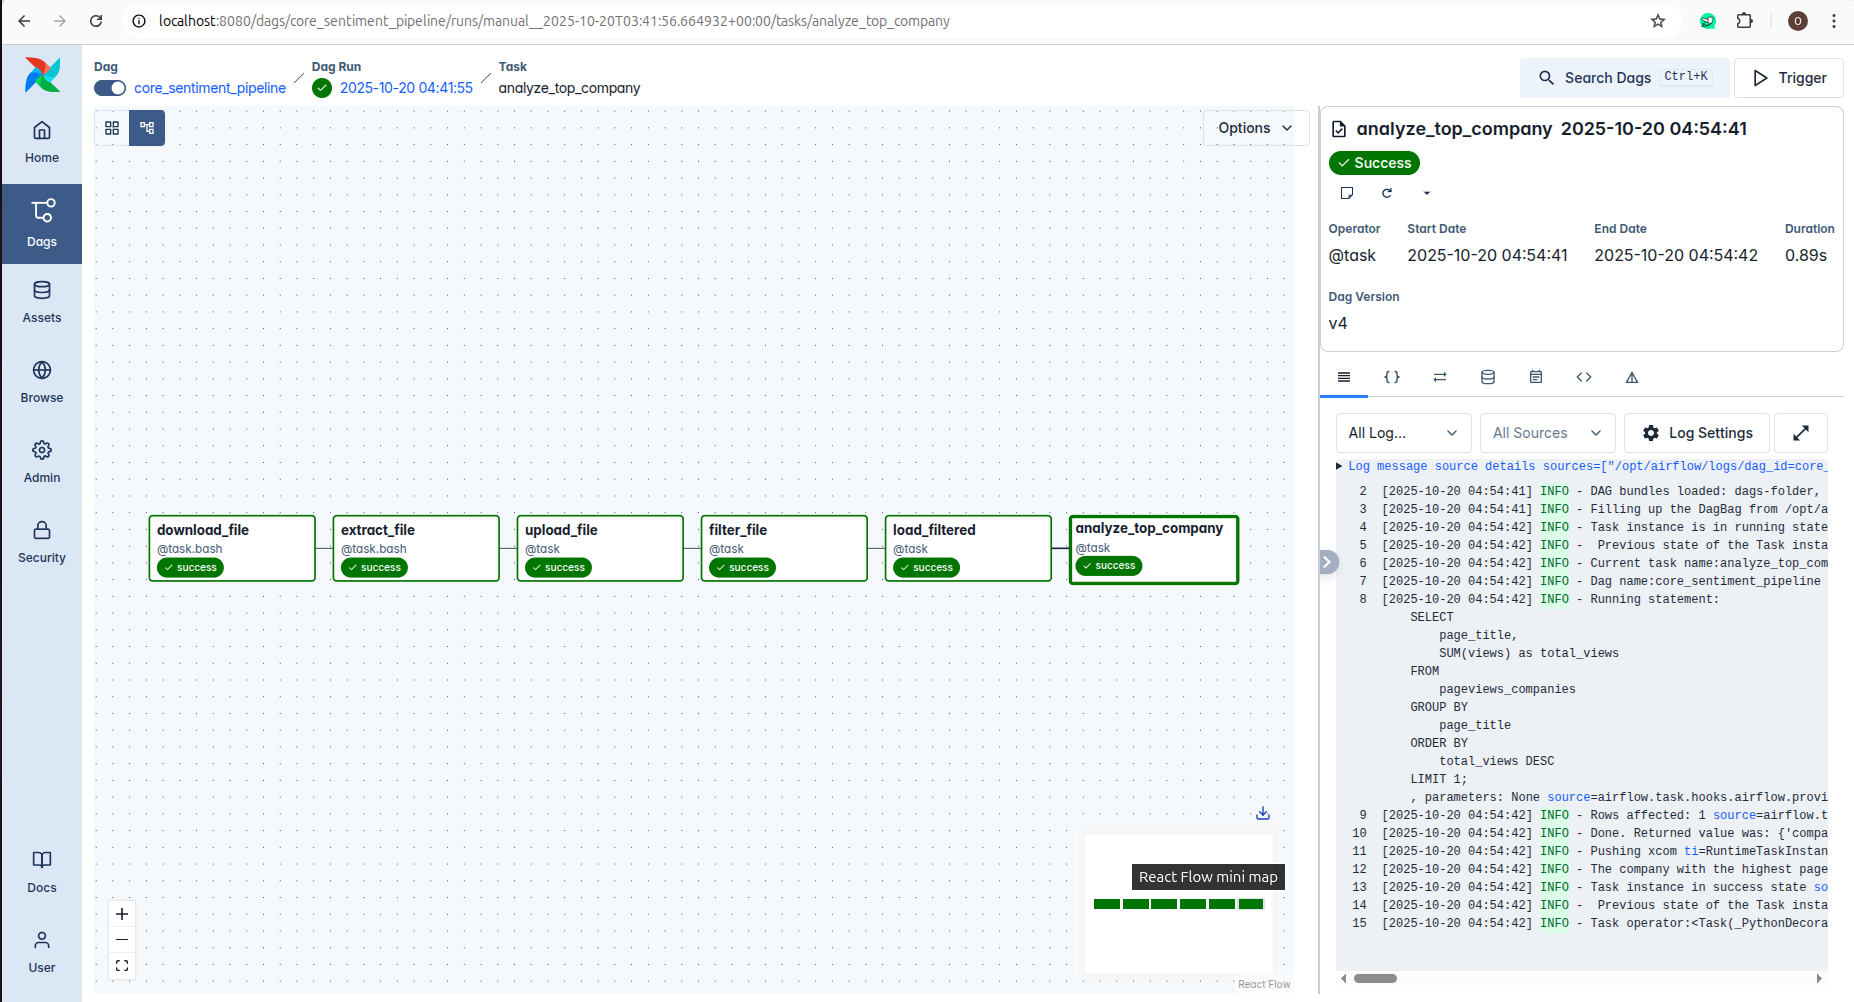 localhost:8080/dags/core_sentiment_pipeline/runs/manual__2025-10-20T03:41:56.664932+00:00/tasks/analyze_top_company
O
Dag
core_sentiment_pipeline
Dag Run
2025-10-20 04:41:55
Task
analyze_top_company
Search Dags Ctrl+K
Trigger
Home
Dags
Assets
Browse
Admin
Security
Docs
User
Options
download_file
@task.bash
success
extract_file
@task.bash
success
upload_file
@task
success
filter_file
@task
success
load_filtered
@task
success
analyze_top_company
@task
success
React Flow mini map
React Flow
analyze_top_company 2025-10-20 04:54:41
Success
Operator Start Date End Date Duration
@task 2025-10-20 04:54:41 2025-10-20 04:54:42 0.89s
Dag Version
v4
All Log...
All Sources
Log Settings
Log message source details sources=["/opt/airflow/logs/dag_id=core_
2 [2025-10-20 04:54:41] INFO - DAG bundles loaded: dags-folder,
3 [2025-10-20 04:54:41] INFO - Filling up the DagBag from /opt/a
4 [2025-10-20 04:54:42] INFO - Task instance is in running state
5 [2025-10-20 04:54:42] INFO -  Previous state of the Task insta
6 [2025-10-20 04:54:42] INFO - Current task name:analyze_top_com
7 [2025-10-20 04:54:42] INFO - Dag name:core_sentiment_pipeline
8 [2025-10-20 04:54:42] INFO - Running statement:
SELECT
page_title,
SUM(views) as total_views
FROM
pageviews_companies
GROUP BY
page_title
ORDER BY
total_views DESC
LIMIT 1;
, parameters: None source=airflow.task.hooks.airflow.provi
9 [2025-10-20 04:54:42] INFO - Rows affected: 1 source=airflow.t
10 [2025-10-20 04:54:42] INFO - Done. Returned value was: {'compa
11 [2025-10-20 04:54:42] INFO - Pushing xcom ti=RuntimeTaskInstan
12 [2025-10-20 04:54:42] INFO - The company with the highest page
13 [2025-10-20 04:54:42] INFO - Task instance in success state so
14 [2025-10-20 04:54:42] INFO -  Previous state of the Task insta
15 [2025-10-20 04:54:42] INFO - Task operator:<Task(_PythonDecora